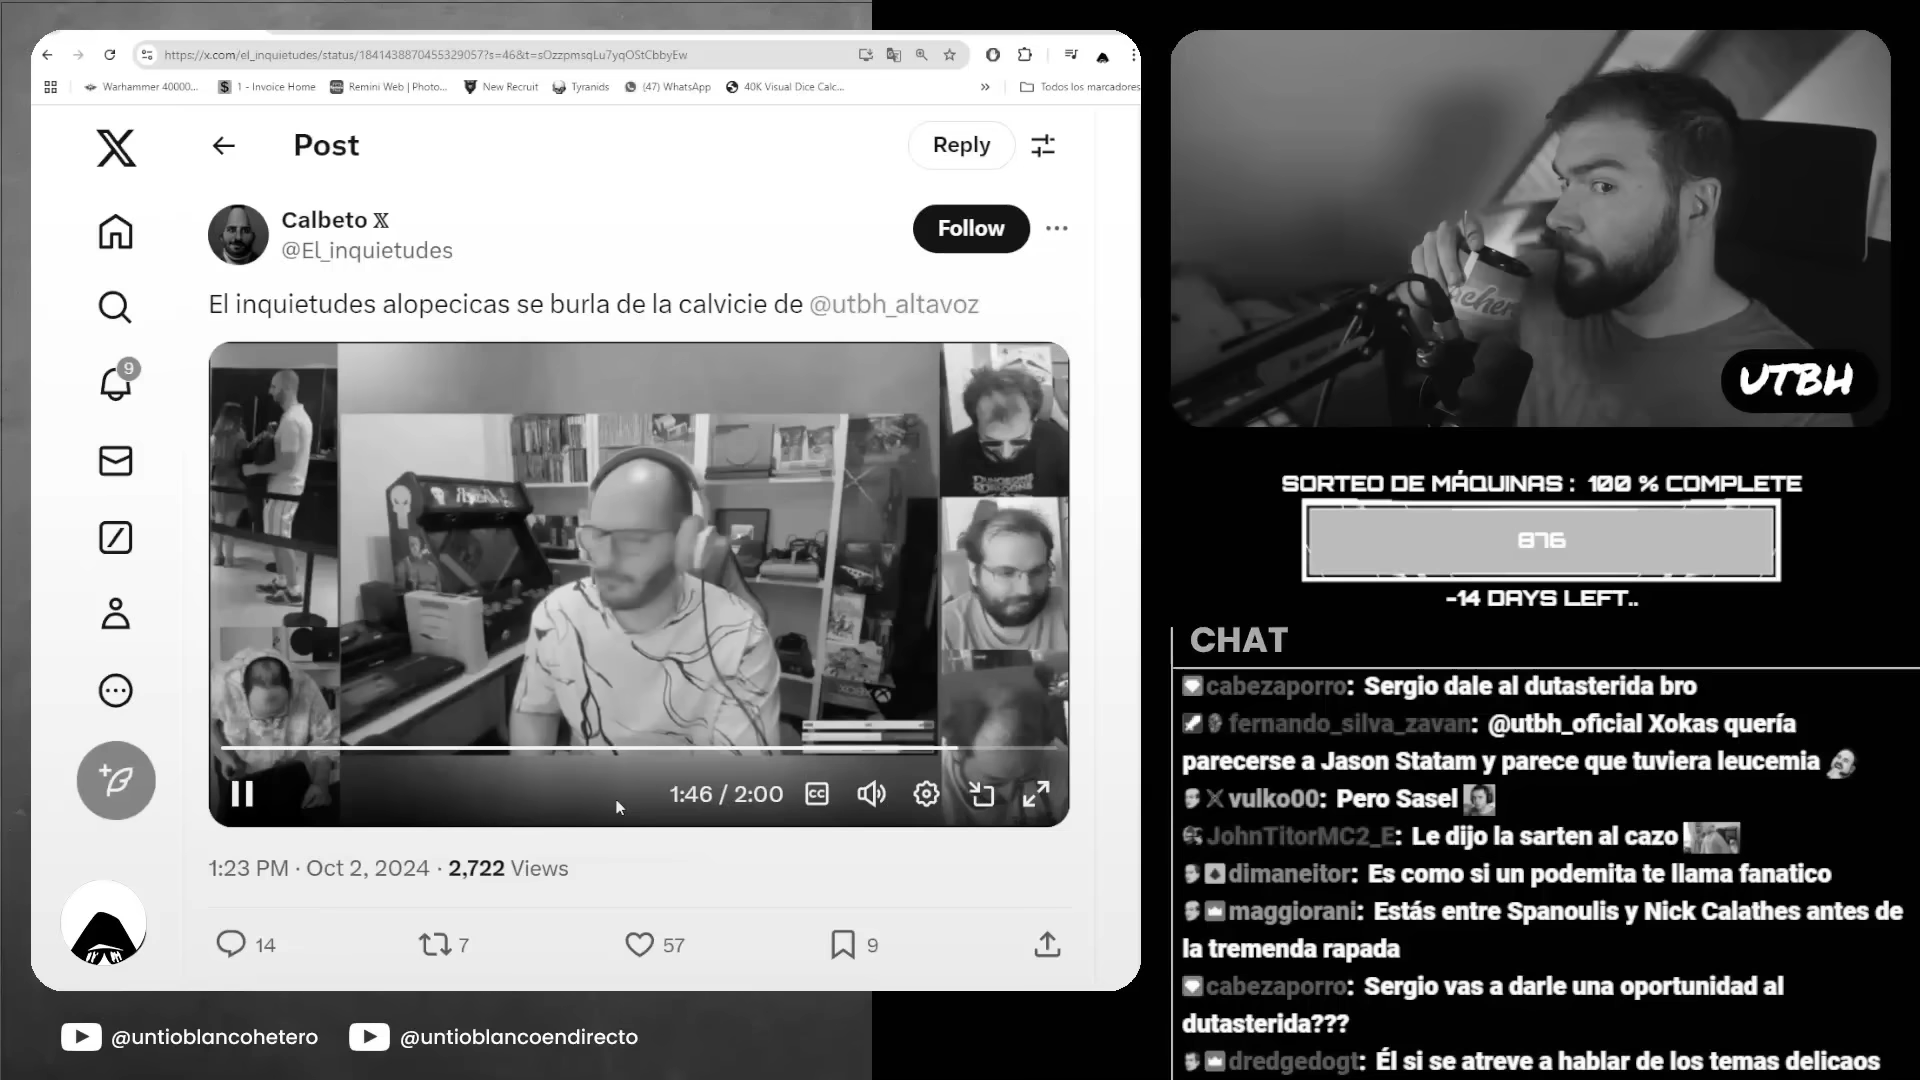 https://x.com/el_inquietudes/status/1841438870455329057?s=46&t=sOzzpmsqLu7yqOStCbbyEw
Warhammer 40000...
1 - Invoice Home
Remini Web | Photo...
New Recruit
Tyranids
(47) WhatsApp
40K Visual Dice Calc...
»
Todos los marcadores
Post
Reply
Calbeto X
@El_inquietudes
Follow
9
El inquietudes alopecicas se burla de la calvicie de @utbh_altavoz
1:46 / 2:00
CC
1:23 PM · Oct 2, 2024 · 2,722 Views
14
7
57
9
@untioblancohetero
@untioblancoendirecto
UTBH
SORTEO DE MÁQUINAS : 100 % COMPLETE
876
-14 DAYS LEFT..
CHAT
cabezaporro: Sergio dale al dutasterida bro
fernando_silva_zavan: @utbh_oficial Xokas quería
parecerse a Jason Statam y parece que tuviera leucemia
vulko00: Pero Sasel
JohnTitorMC2_E: Le dijo la sarten al cazo
dimaneitor: Es como si un podemita te llama fanatico
maggiorani: Estás entre Spanoulis y Nick Calathes antes de
la tremenda rapada
cabezaporro: Sergio vas a darle una oportunidad al
dutasterida???
dredgedogt: Él si se atreve a hablar de los temas delicaos